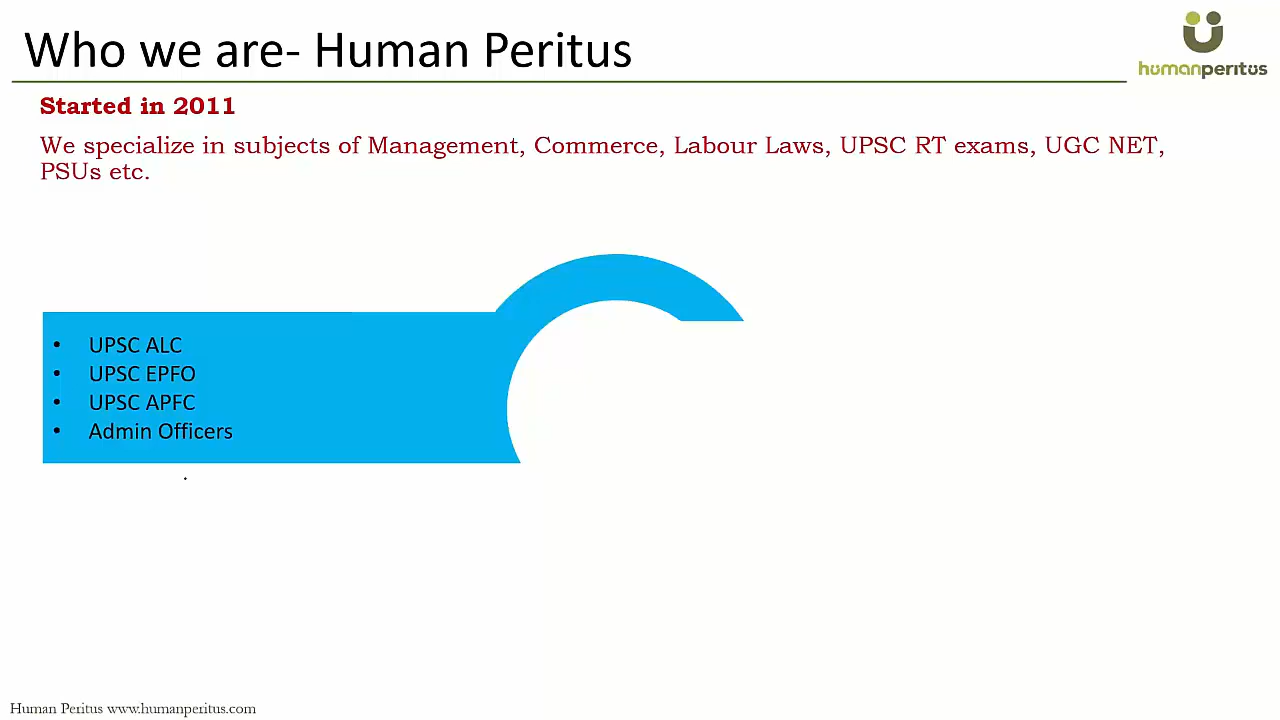 Who we are- Human Peritus
humanperitus
Started in 2011
We specialize in subjects of Management, Commerce, Labour Laws, UPSC RT exams, UGC NET,
PSUs etc.
• UPSC ALC
• UPSC EPFO
• UPSC APFC
• Admin Officers
Human Peritus www.humanperitus.com